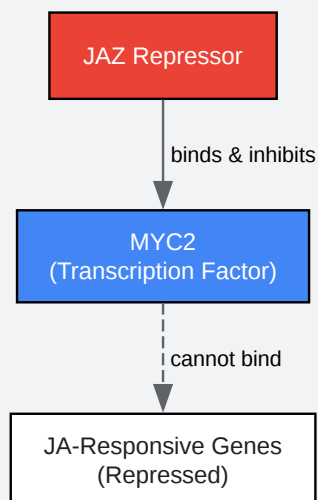 JAZ Repressor
binds & inhibits
MYC2
(Transcription Factor)
cannot bind
JA-Responsive Genes
(Repressed)